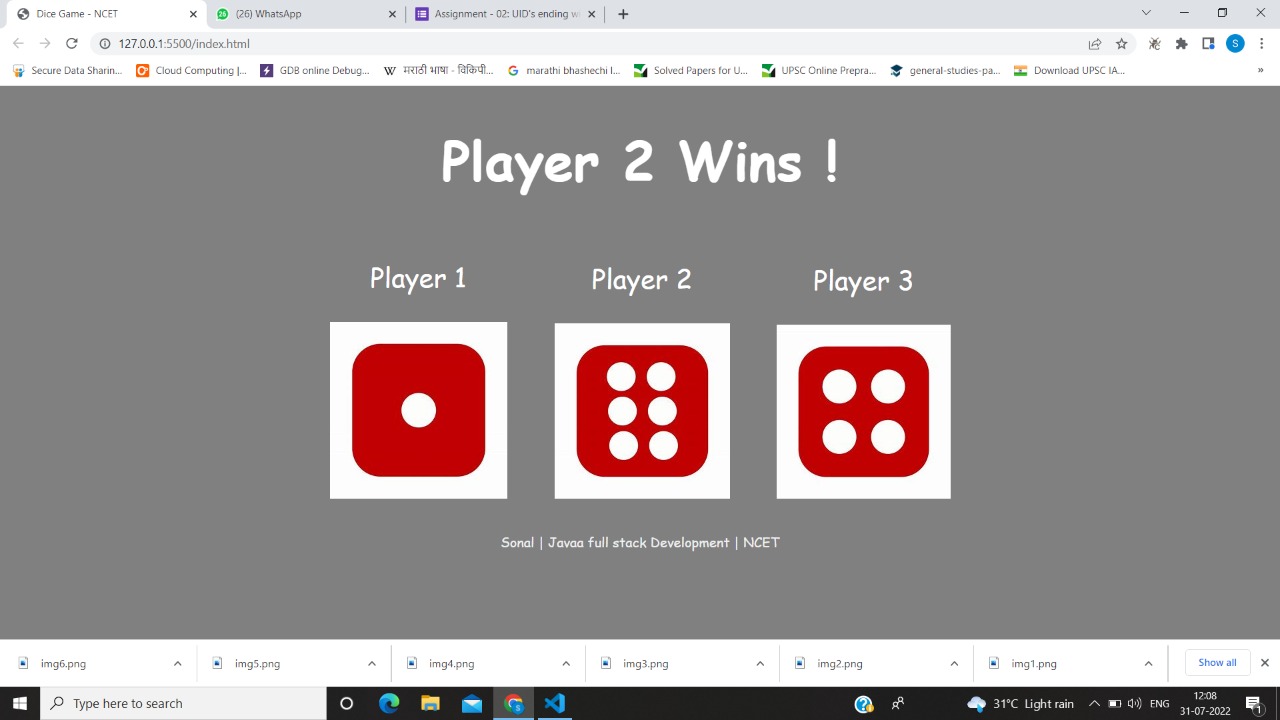 Dice Game - NCET
(26) WhatsApp
Assignment - 02: UID's ending w
127.0.0.1:5500/index.html
S
Secure Data Sharin...
Cloud Computing |...
GDB online Debug...
मराठी भाषा - विकिपी...
marathi bhashechi I...
Solved Papers for U...
UPSC Online Prepra...
general-studies-pa...
Download UPSC IA...
»
Player 2 Wins !
Player 1
Player 2
Player 3
Sonal | Javaa full stack Development | NCET
img6.png
img5.png
img4.png
img3.png
img2.png
img1.png
Show all
Type here to search
31°C Light rain
ENG
12:08
31-07-2022
1